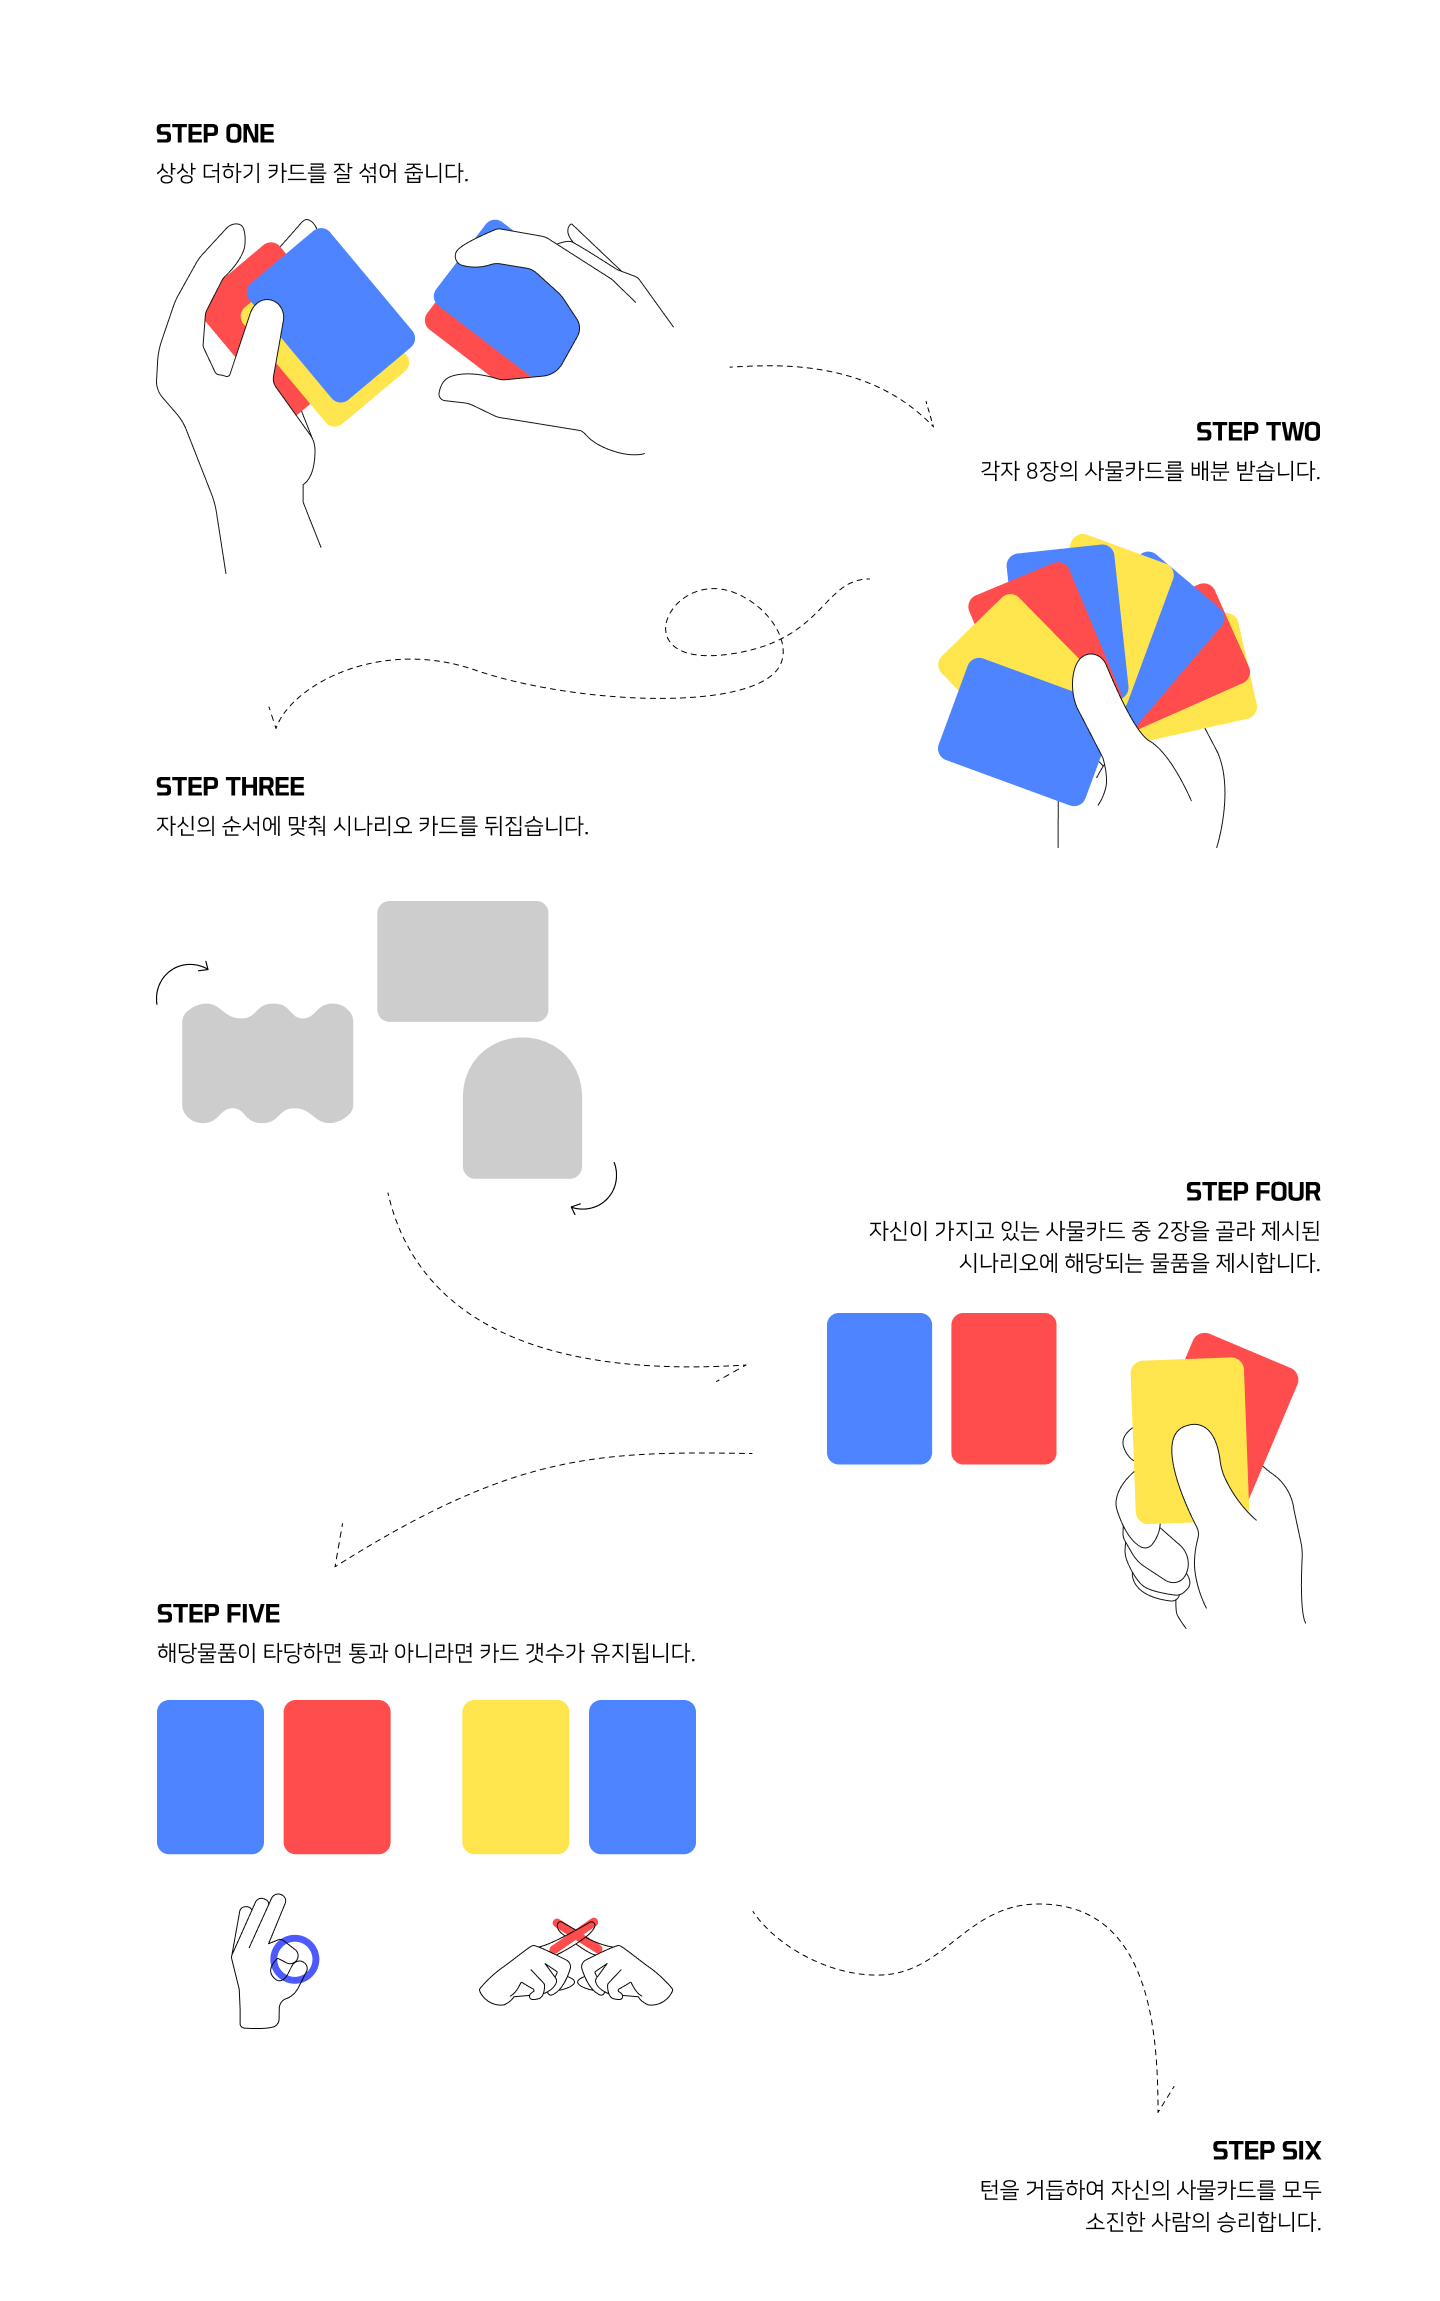 STEP ONE
상상 더하기 카드를 잘 섞어 줍니다.
STEP TWO
각자 8장의 사물카드를 배분 받습니다.
STEP THREE
자신의 순서에 맞춰 시나리오 카드를 뒤집습니다.
STEP FOUR
자신이 가지고 있는 사물카드 중 2장을 골라 제시된
시나리오에 해당되는 물품을 제시합니다.
STEP FIVE
해당물품이 타당하면 통과 아니라면 카드 갯수가 유지됩니다.
STEP SIX
턴을 거듭하여 자신의 사물카드를 모두
소진한 사람의 승리합니다.